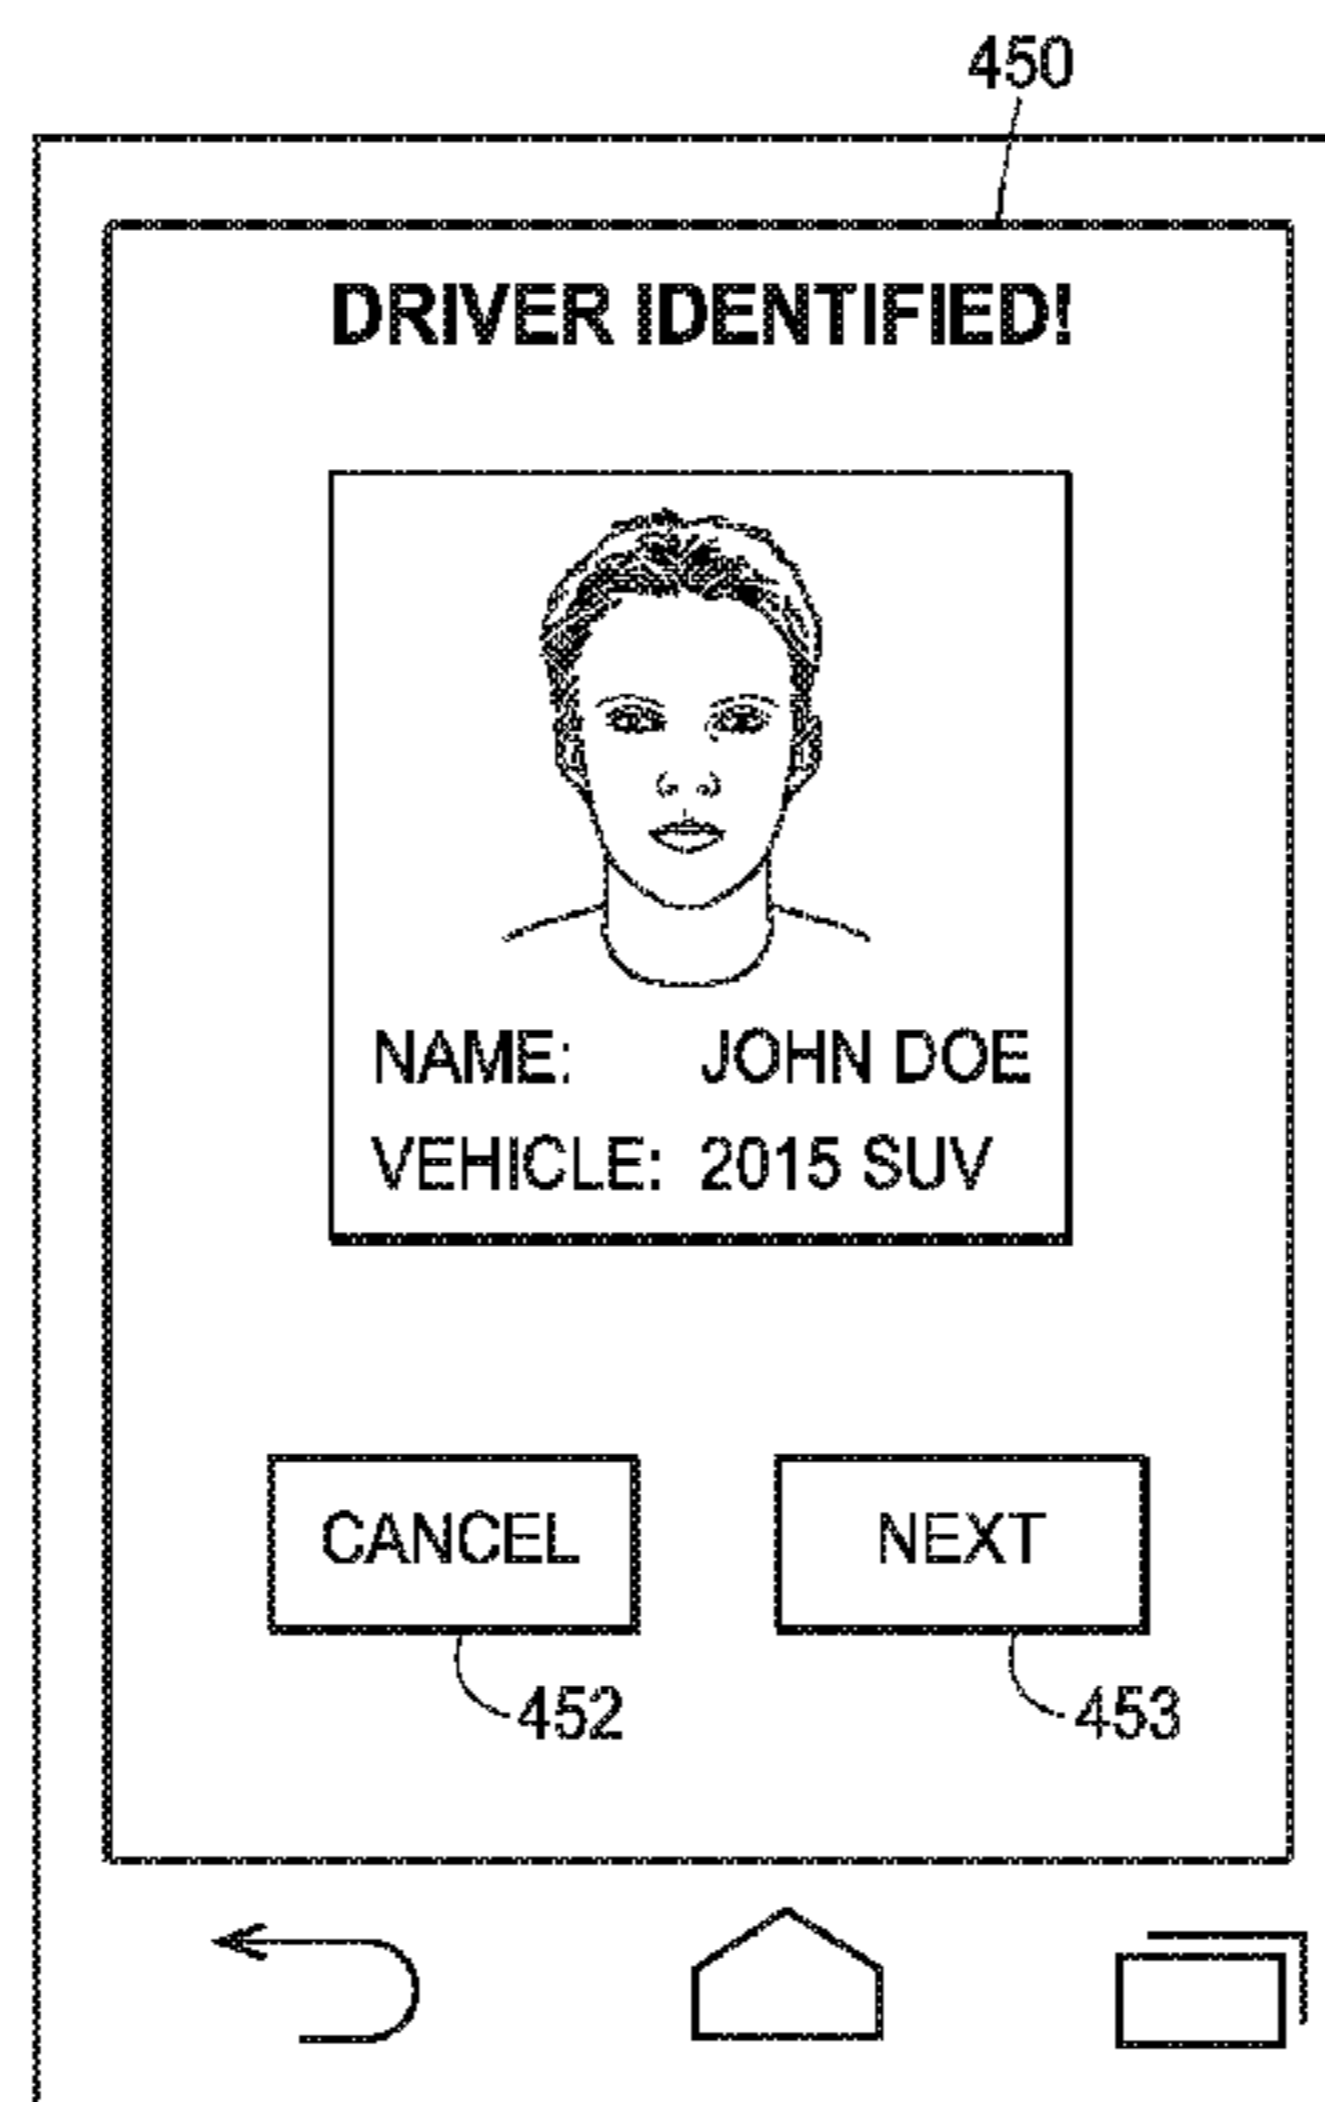 450
DRIVER IDENTIFIED!
NAME: JOHN DOE
VEHICLE: 2015 SUV
CANCEL NEXT
452 453